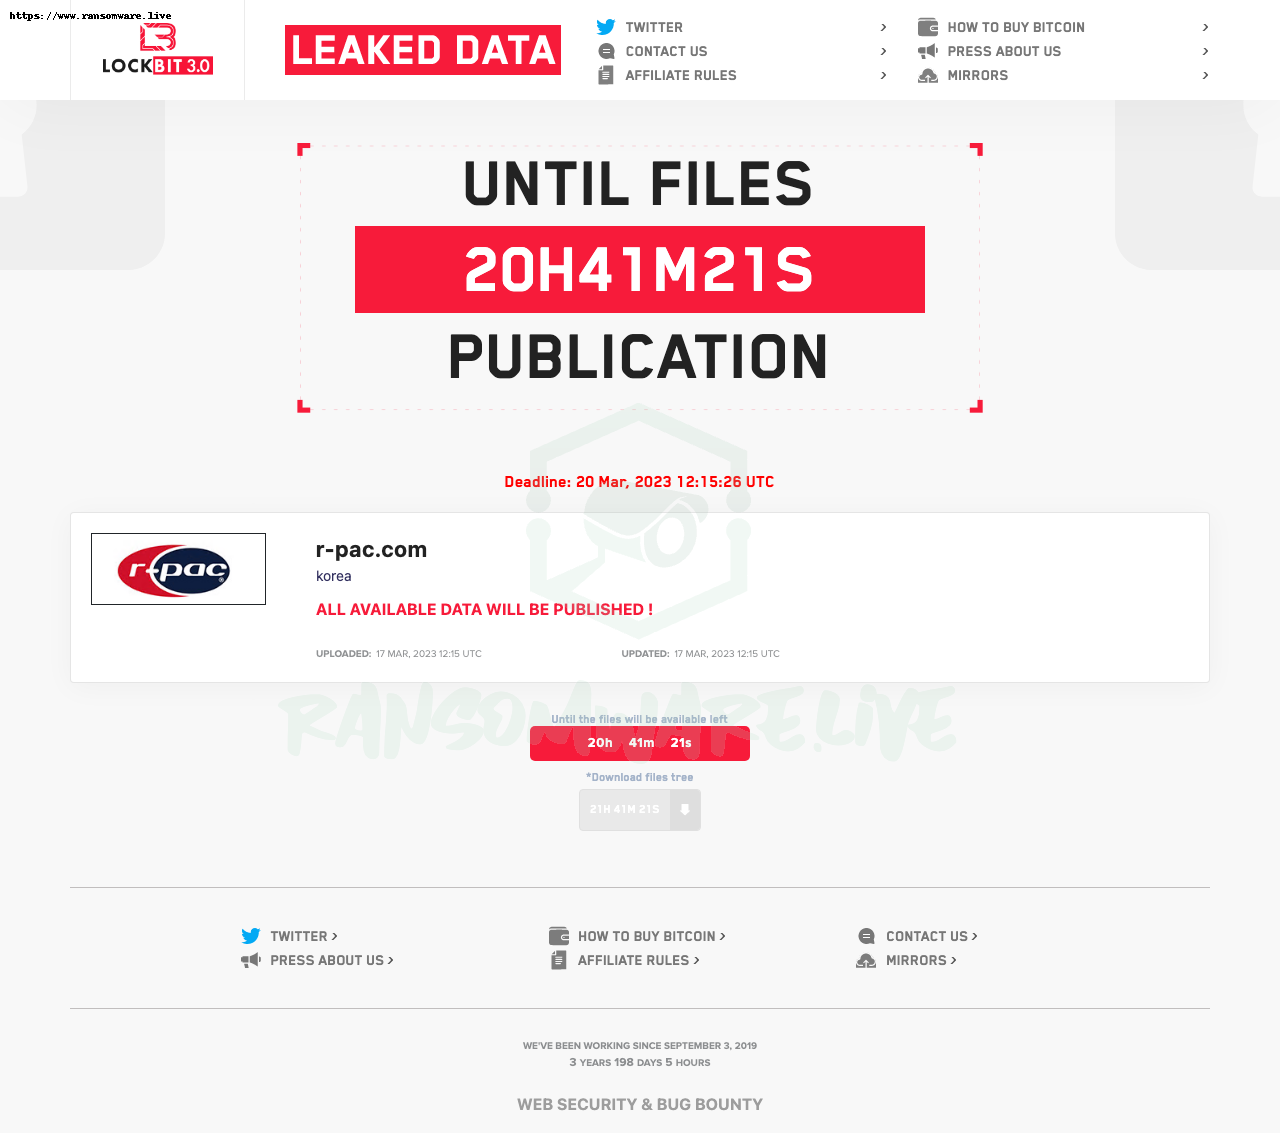 https://www.ransomware.live
LOCKBIT 3.0
LEAKED DATA
TWITTER
CONTACT US
AFFILIATE RULES
HOW TO BUY BITCOIN
PRESS ABOUT US
MIRRORS
UNTIL FILES
20H41M21S
PUBLICATION
Deadline: 20 Mar, 2023 12:15:26 UTC
r-pac
r-pac.com
korea
ALL AVAILABLE DATA WILL BE PUBLISHED !
UPLOADED: 17 MAR, 2023 12:15 UTC
UPDATED: 17 MAR, 2023 12:15 UTC
RANSOMWARE.LIVE
Until the files will be available left
20h 41m 21s
*Download files tree
21H 41M 21S
TWITTER
HOW TO BUY BITCOIN
CONTACT US
PRESS ABOUT US
AFFILIATE RULES
MIRRORS
WE'VE BEEN WORKING SINCE SEPTEMBER 3, 2019
3 YEARS 198 DAYS 5 HOURS
WEB SECURITY & BUG BOUNTY